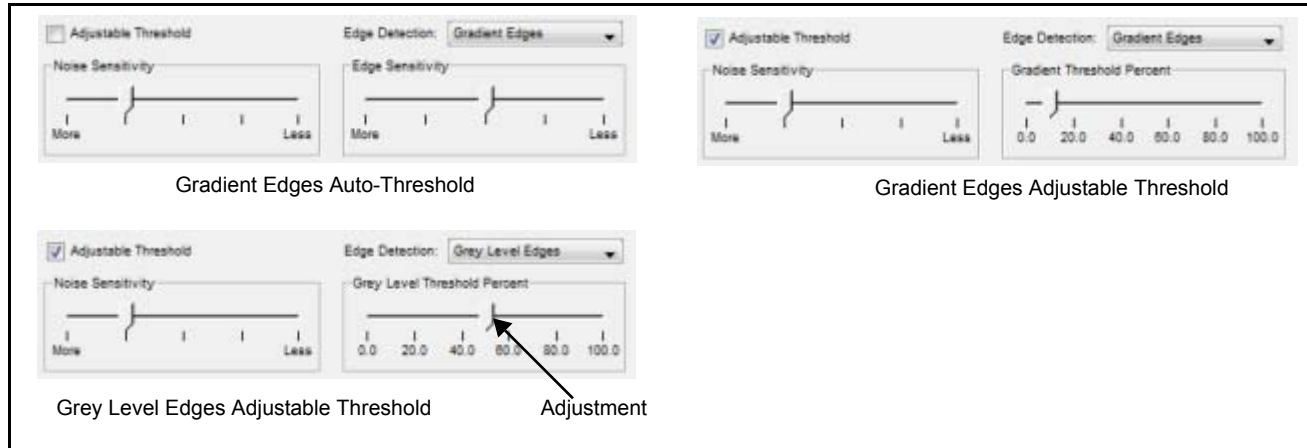 Adjustable Threshold
Edge Detection: Gradient Edges
Noise Sensitivity
Edge Sensitivity
More Less
More Less
Gradient Edges Auto-Threshold
Adjustable Threshold
Edge Detection: Gradient Edges
Noise Sensitivity
Gradient Threshold Percent
More Less
0.0 20.0 40.0 60.0 80.0 100.0
Gradient Edges Adjustable Threshold
Adjustable Threshold
Edge Detection: Grey Level Edges
Noise Sensitivity
Grey Level Threshold Percent
More Less
0.0 20.0 40.0 60.0 80.0 100.0
Grey Level Edges Adjustable Threshold
Adjustment